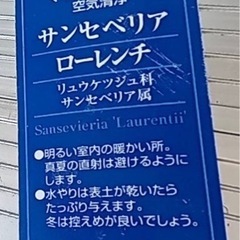 空気清浄
サンセベリア
ローレンチ
リュウケツジュ科
サンセベリア属
Sansevieria 'Laurentii'
●明るい室内の暖かい所。
真夏の直射は避けるように
します。
●水やりは表土が乾いたら
たっぷり与えます。
冬は控えめが良いでしょう。